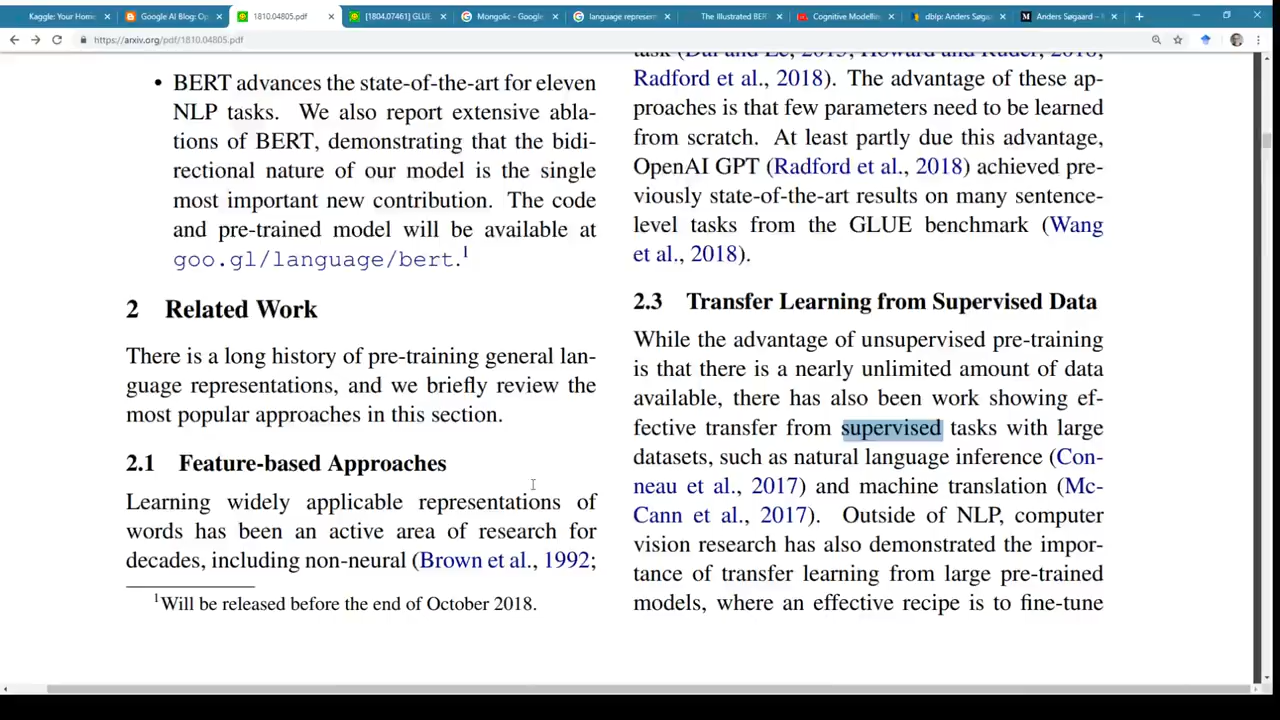 Kaggle: Your Home
Google AI Blog: Op
1810.04805.pdf
[1804.07461] GLUE
Mongolic - Google
language represen
The Illustrated BER
Cognitive Modelli
dblp: Anders Søga
Anders Søgaard –
https://arxiv.org/pdf/1810.04805.pdf
• BERT advances the state-of-the-art for eleven
NLP tasks. We also report extensive abla-
tions of BERT, demonstrating that the bidi-
rectional nature of our model is the single
most important new contribution. The code
and pre-trained model will be available at
goo.gl/language/bert.1
2 Related Work
There is a long history of pre-training general lan-
guage representations, and we briefly review the
most popular approaches in this section.
2.1 Feature-based Approaches
Learning widely applicable representations of
words has been an active area of research for
decades, including non-neural (Brown et al., 1992;
1Will be released before the end of October 2018.
task (Dai and Le, 2015; Howard and Ruder, 2018;
Radford et al., 2018). The advantage of these ap-
proaches is that few parameters need to be learned
from scratch. At least partly due this advantage,
OpenAI GPT (Radford et al., 2018) achieved pre-
viously state-of-the-art results on many sentence-
level tasks from the GLUE benchmark (Wang
et al., 2018).
2.3 Transfer Learning from Supervised Data
While the advantage of unsupervised pre-training
is that there is a nearly unlimited amount of data
available, there has also been work showing ef-
fective transfer from supervised tasks with large
datasets, such as natural language inference (Con-
neau et al., 2017) and machine translation (Mc-
Cann et al., 2017). Outside of NLP, computer
vision research has also demonstrated the impor-
tance of transfer learning from large pre-trained
models, where an effective recipe is to fine-tune